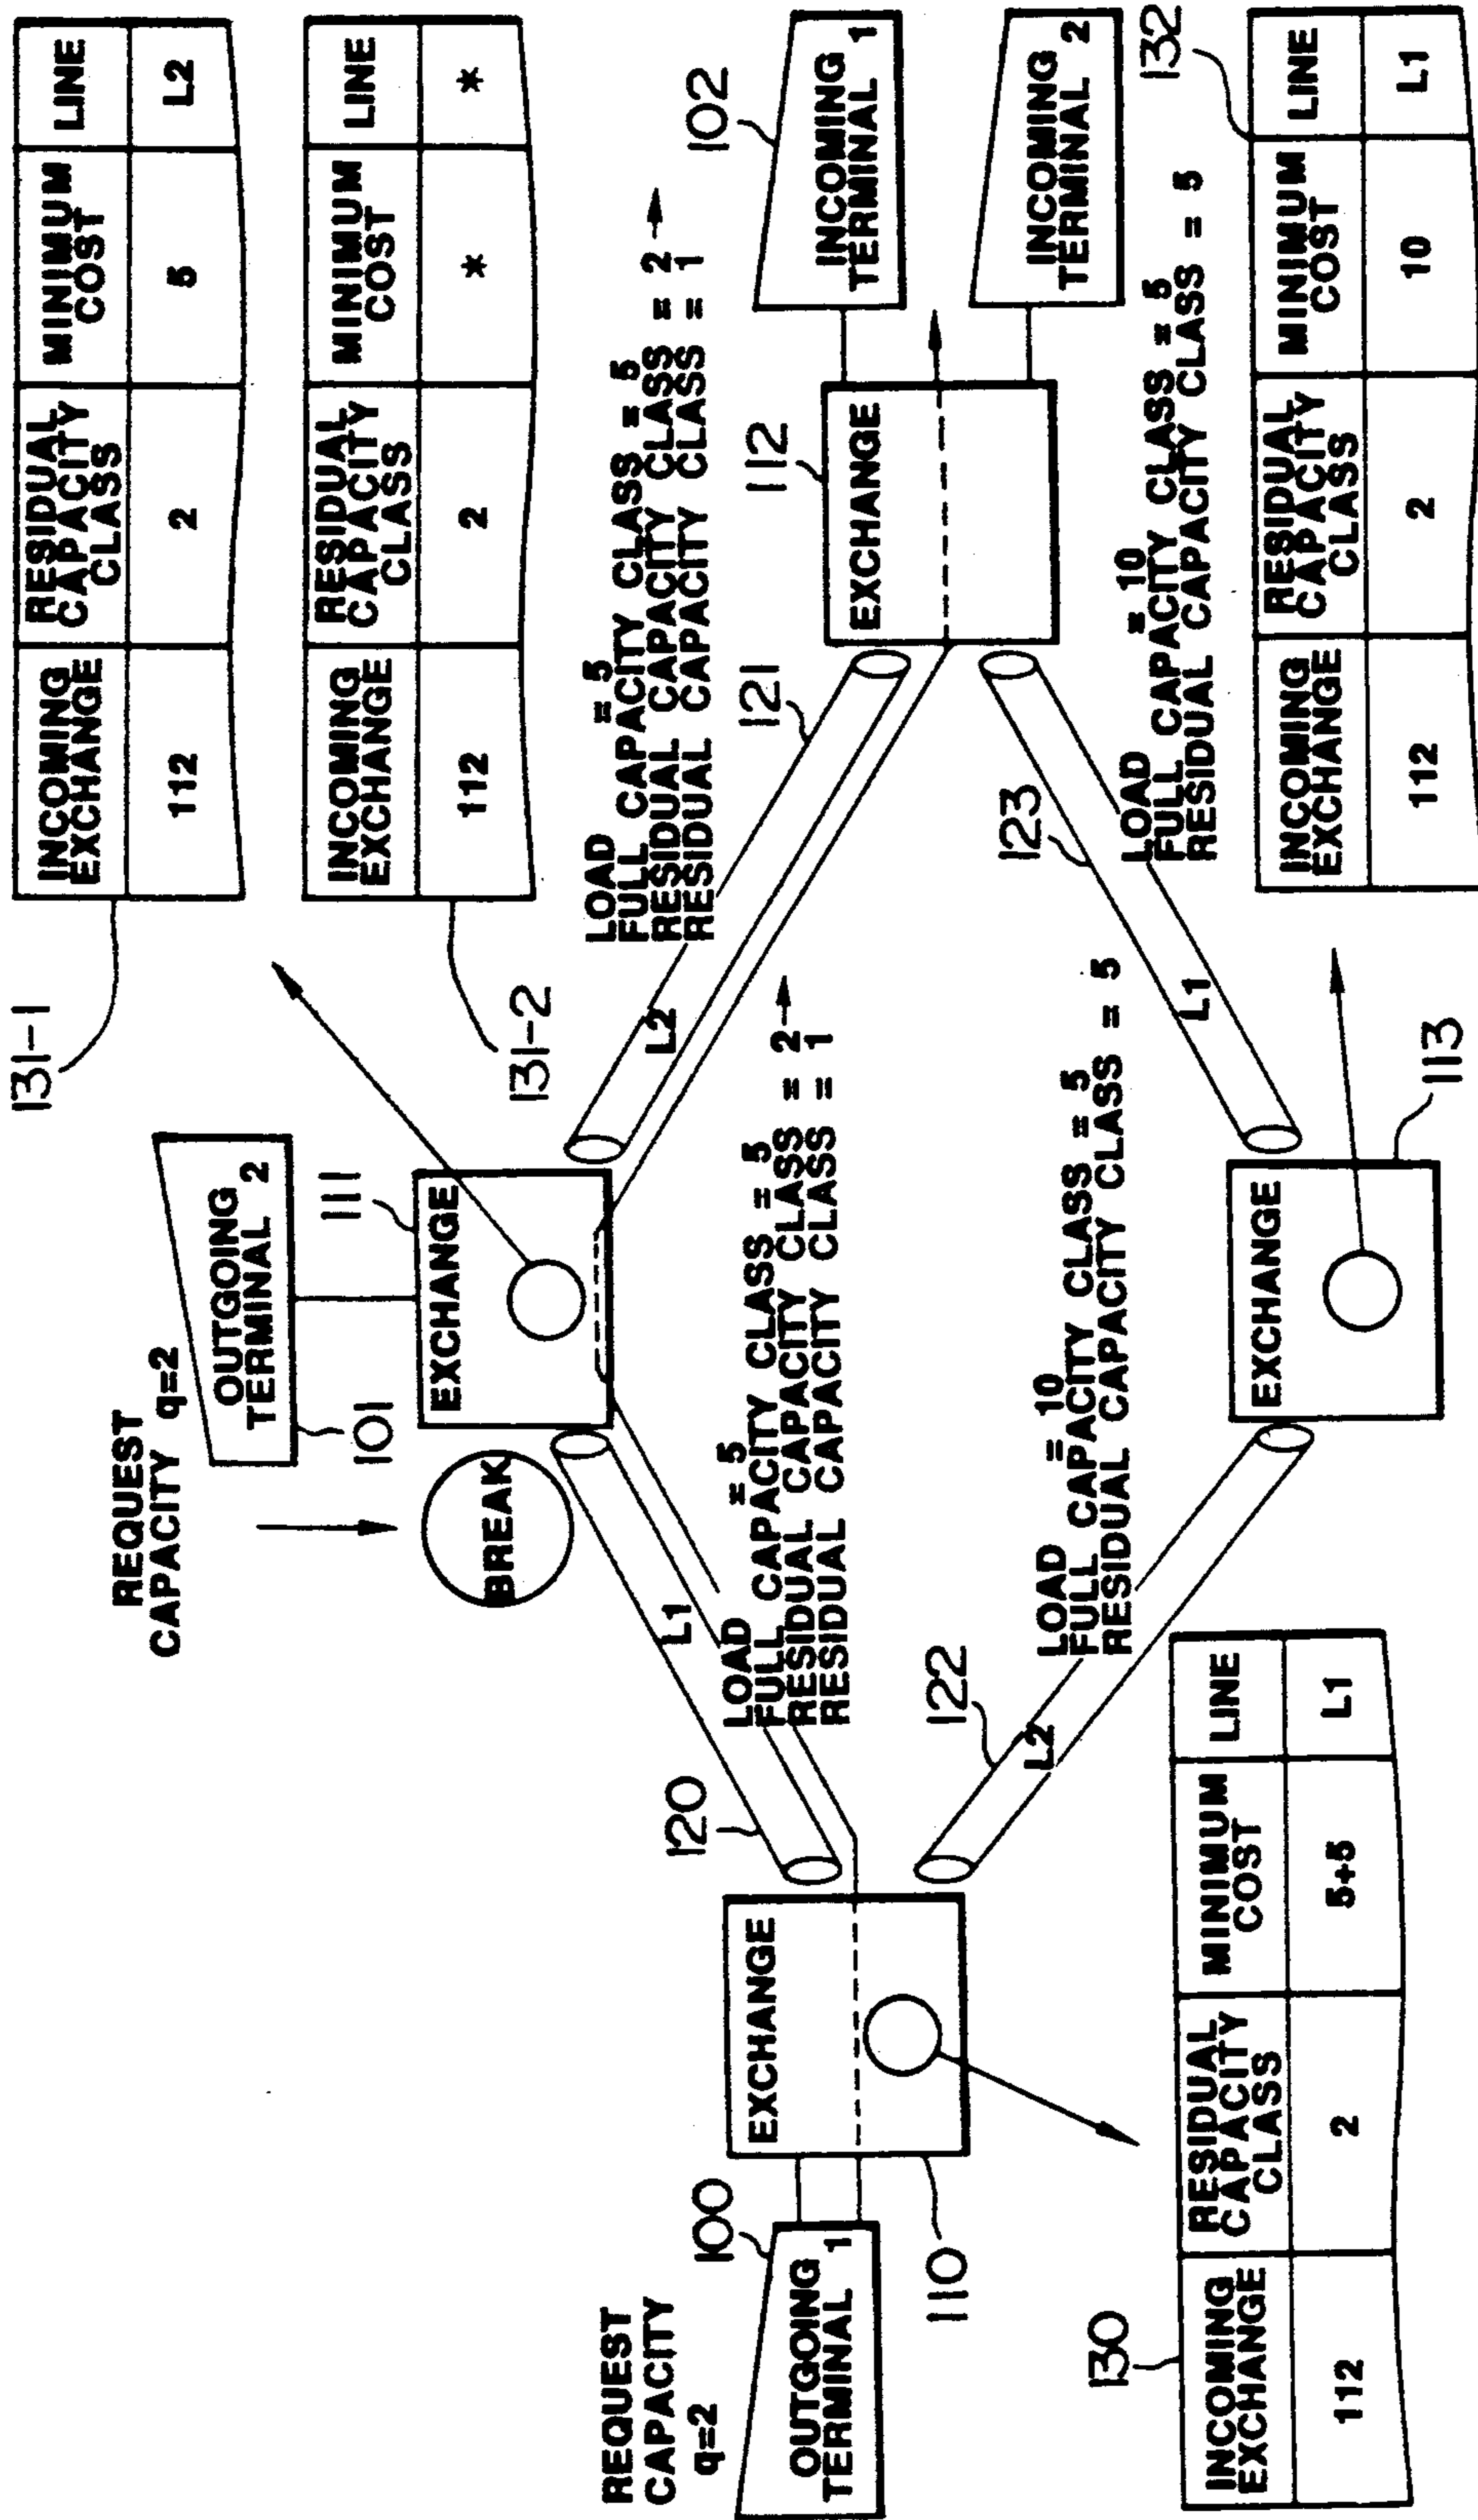 131-1
INCOMING
EXCHANGE
RESIDUAL
CAPACITY
CLASS
MINIMUM
COST
LINE
112
2
5
L2
131-2
INCOMING
EXCHANGE
RESIDUAL
CAPACITY
CLASS
MINIMUM
COST
LINE
112
2
*
*
REQUEST
CAPACITY q=2
OUTGOING
TERMINAL 2
101
111
BREAK
EXCHANGE
LOAD = 5
FULL CAPACITY CLASS = 5
RESIDUAL CAPACITY CLASS = 2 →
RESIDUAL CAPACITY CLASS = 1
L2
121
102
INCOMING
TERMINAL 1
112
EXCHANGE
INCOMING
TERMINAL 2
REQUEST
CAPACITY
q=2
100
OUTGOING
TERMINAL 1
110
EXCHANGE
120
L1
LOAD = 5
FULL CAPACITY CLASS = 5
RESIDUAL CAPACITY CLASS = 2 →
RESIDUAL CAPACITY CLASS = 1
122
L2
LOAD = 10
FULL CAPACITY CLASS = 5
RESIDUAL CAPACITY CLASS = 5
123
L1
LOAD = 10
FULL CAPACITY CLASS = 5
RESIDUAL CAPACITY CLASS = 5
EXCHANGE
113
130
INCOMING
EXCHANGE
RESIDUAL
CAPACITY
CLASS
MINIMUM
COST
LINE
112
2
5+5
L1
132
INCOMING
EXCHANGE
RESIDUAL
CAPACITY
CLASS
MINIMUM
COST
LINE
112
2
10
L1